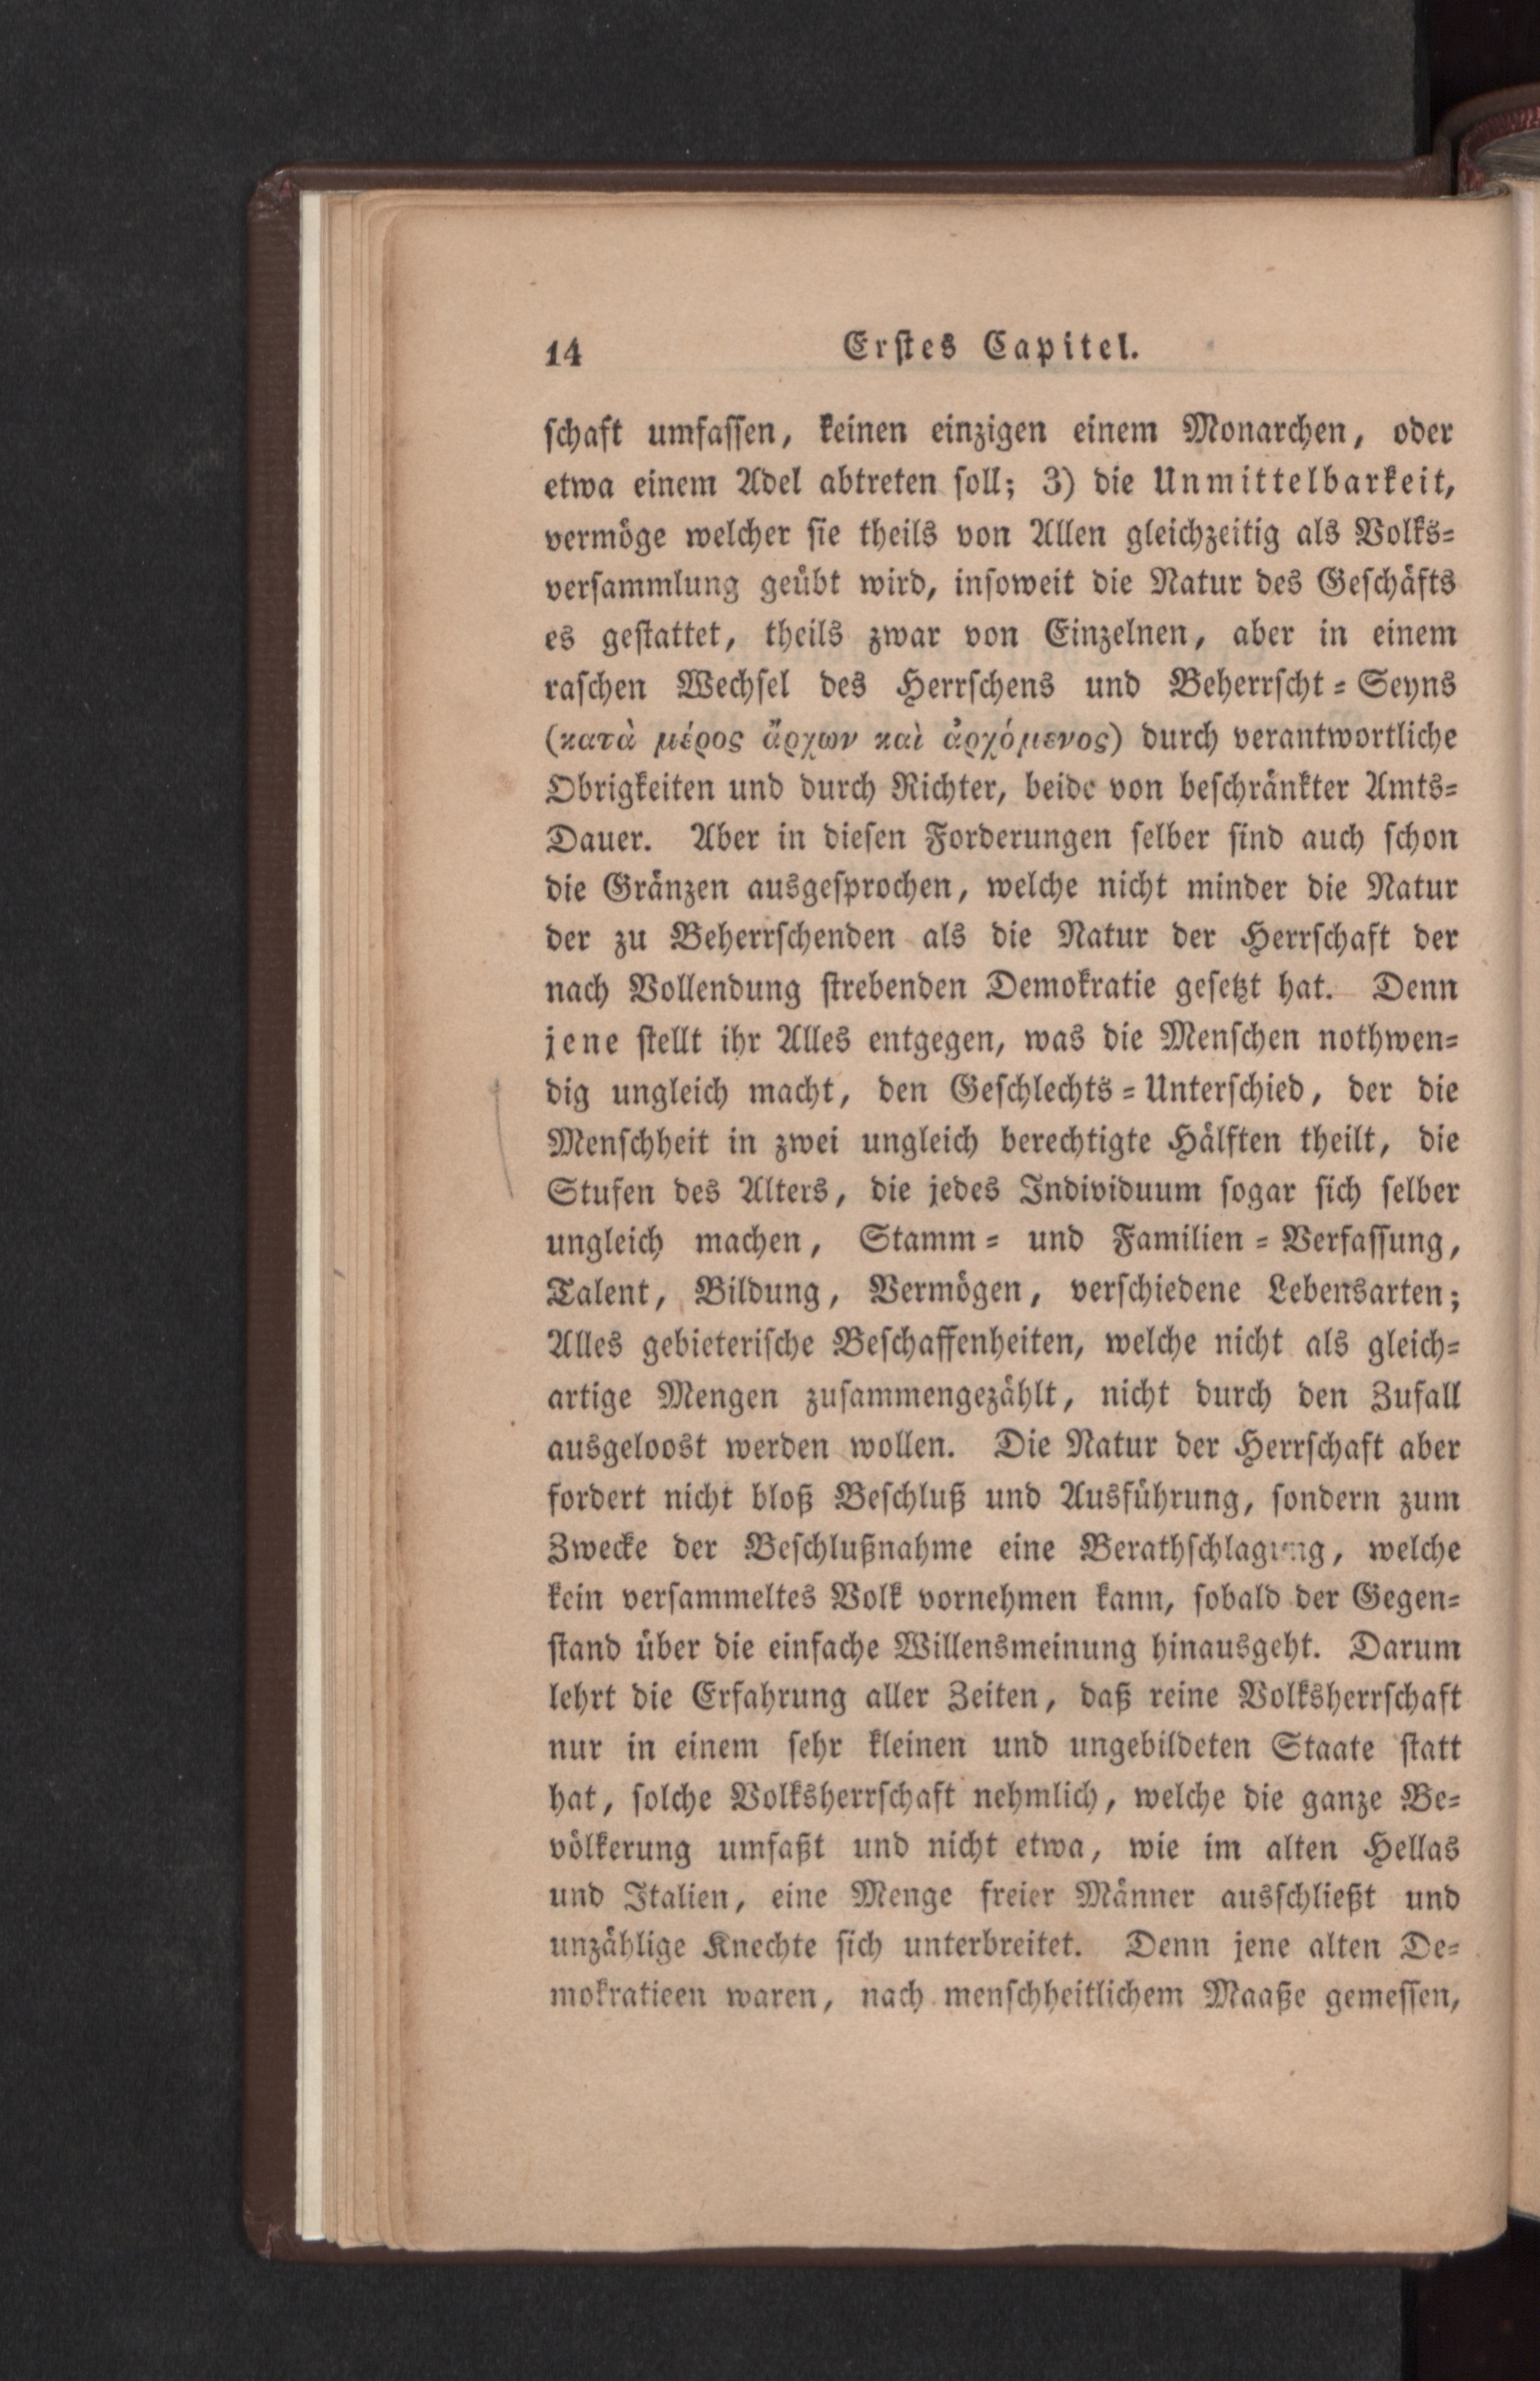 14 Erstes Capitel.
schaft umfassen, keinen einzigen einem Monarchen, oder
etwa einem Adel abtreten soll; 3) die Unmittelbarkeit,
vermöge welcher sie theils von Allen gleichzeitig als Volks-
versammlung geübt wird, insoweit die Natur des Geschäfts
es gestattet, theils zwar von Einzelnen, aber in einem
raschen Wechsel des Herrschens und Beherrscht-Seyns
(κατὰ μέρος ἄρχων καὶ ἀρχόμενος) durch verantwortliche
Obrigkeiten und durch Richter, beide von beschränkter Amts-
Dauer. Aber in diesen Forderungen selber sind auch schon
die Gränzen ausgesprochen, welche nicht minder die Natur
der zu Beherrschenden als die Natur der Herrschaft der
nach Vollendung strebenden Demokratie gesetzt hat. Denn
jene stellt ihr Alles entgegen, was die Menschen nothwen-
dig ungleich macht, den Geschlechts-Unterschied, der die
Menschheit in zwei ungleich berechtigte Hälften theilt, die
Stufen des Alters, die jedes Individuum sogar sich selber
ungleich machen, Stamm- und Familien-Verfassung,
Talent, Bildung, Vermögen, verschiedene Lebensarten;
Alles gebieterische Beschaffenheiten, welche nicht als gleich-
artige Mengen zusammengezählt, nicht durch den Zufall
ausgeloost werden wollen. Die Natur der Herrschaft aber
fordert nicht bloß Beschluß und Ausführung, sondern zum
Zwecke der Beschlußnahme eine Berathschlagung, welche
kein versammeltes Volk vornehmen kann, sobald der Gegen-
stand über die einfache Willensmeinung hinausgeht. Darum
lehrt die Erfahrung aller Zeiten, daß reine Volksherrschaft
nur in einem sehr kleinen und ungebildeten Staate statt
hat, solche Volksherrschaft nehmlich, welche die ganze Be-
völkerung umfaßt und nicht etwa, wie im alten Hellas
und Italien, eine Menge freier Männer ausschließt und
unzählige Knechte sich unterbreitet. Denn jene alten De-
mokratieen waren, nach menschheitlichem Maaße gemessen,